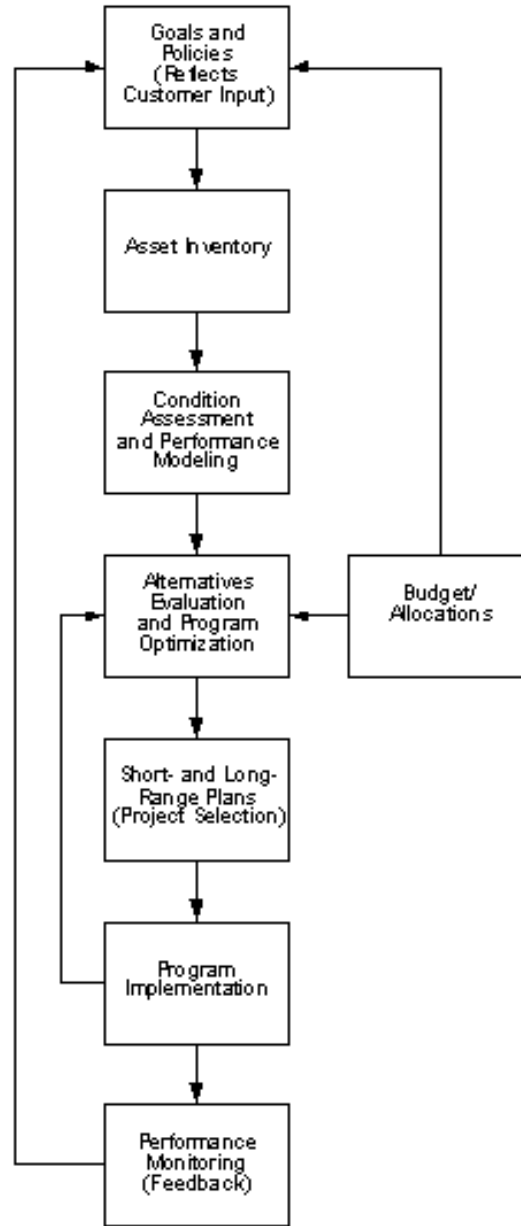 Goals and
Policies
(Reflects
Customer Input)
Asset Inventory
Condition
Assessment
and Performance
Modeling
Alternatives
Evaluation
and Program
Optimization
Budget/
Allocations
Short- and Long-
Range Plans
(Project Selection)
Program
Implementation
Performance
Monitoring
(Feedback)